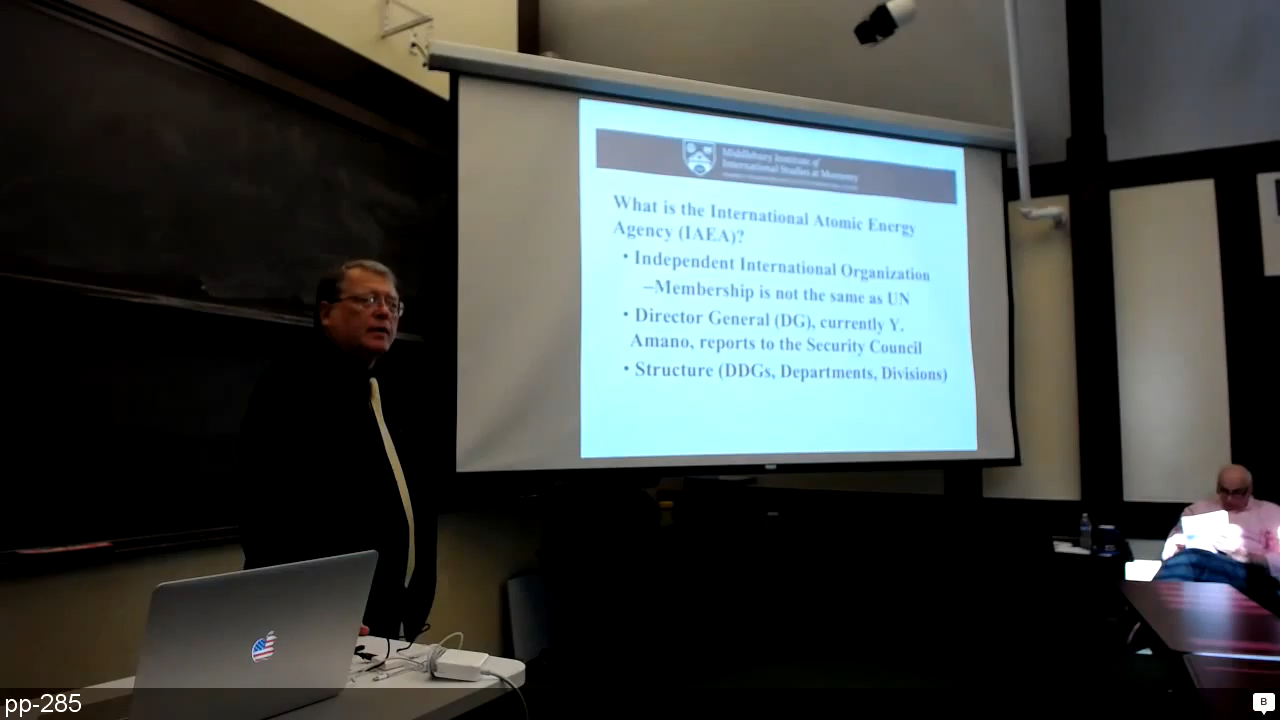 Middlebury Institute of
International Studies at Monterey
What is the International Atomic Energy
Agency (IAEA)?
• Independent International Organization
–Membership is not the same as UN
• Director General (DG), currently Y.
Amano, reports to the Security Council
• Structure (DDGs, Departments, Divisions)
pp-285
B